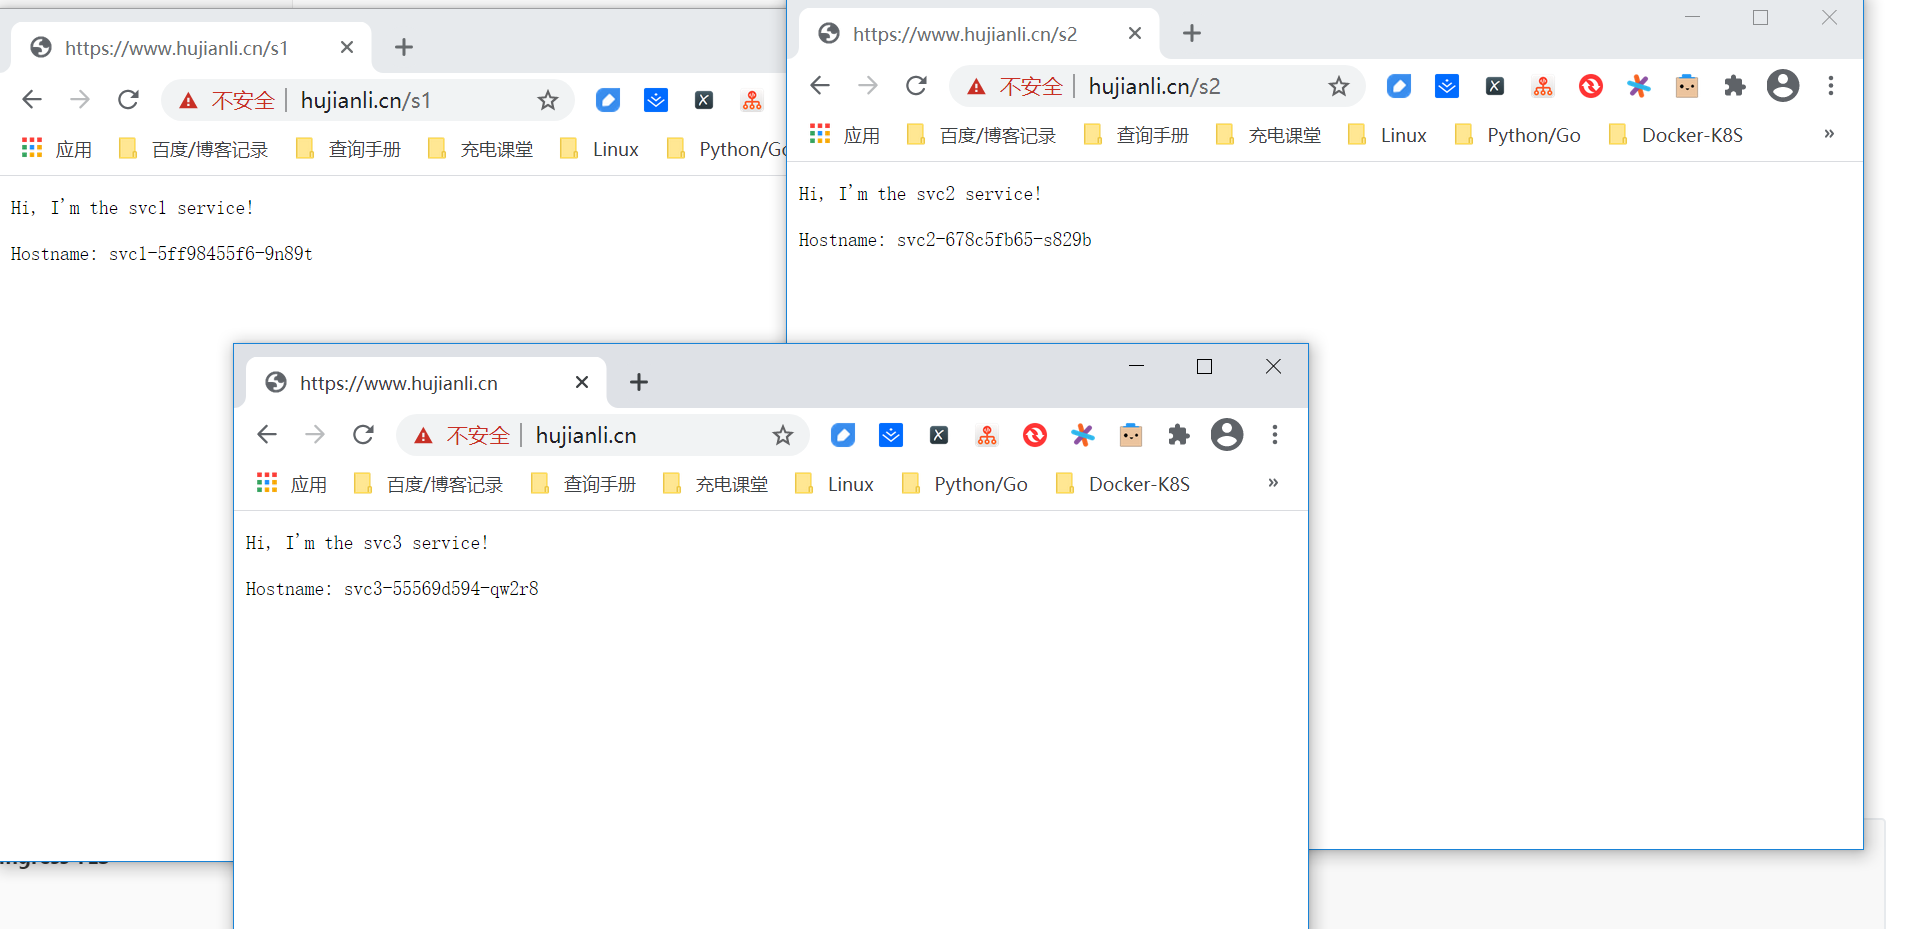 https://www.hujianli.cn/s1
不安全 hujianli.cn/s1
应用 百度/博客记录 查询手册 充电课堂 Linux Python/Go
Hi, I'm the svc1 service!
Hostname: svc1-5ff98455f6-9n89t
https://www.hujianli.cn/s2
不安全 hujianli.cn/s2
应用 百度/博客记录 查询手册 充电课堂 Linux Python/Go Docker-K8S »
Hi, I'm the svc2 service!
Hostname: svc2-678c5fb65-s829b
https://www.hujianli.cn
不安全 hujianli.cn
应用 百度/博客记录 查询手册 充电课堂 Linux Python/Go Docker-K8S »
Hi, I'm the svc3 service!
Hostname: svc3-55569d594-qw2r8